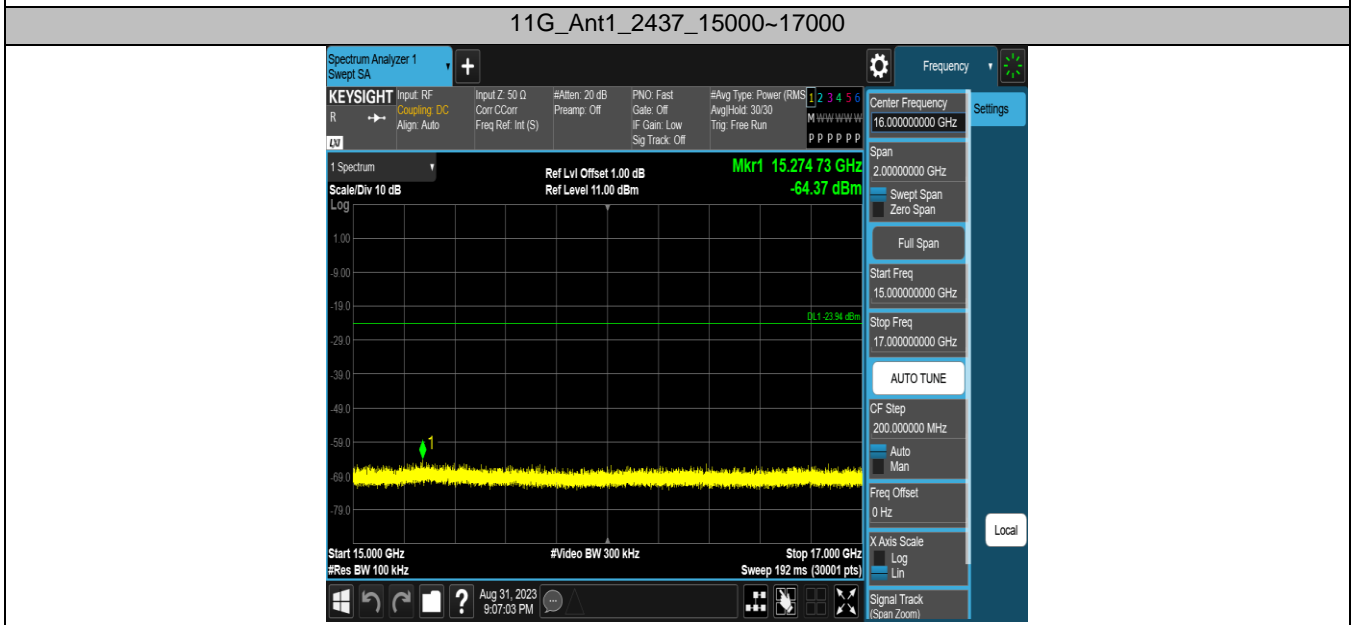 11G_Ant1_2437_15000~17000
Spectrum Analyzer 1
Swept SA
Frequency
KEYSIGHT
R
LXI
Input: RF
Coupling: DC
Align: Auto
Input Z: 50 Ω
Corr CCorr
Freq Ref: Int (S)
#Atten: 20 dB
Preamp: Off
PNO: Fast
Gate: Off
IF Gain: Low
Sig Track: Off
#Avg Type: Power (RMS
Avg|Hold: 30/30
Trig: Free Run
1 2 3 4 5 6
M W W W W W
P P P P P P
1 Spectrum
Scale/Div 10 dB
Log
Ref Lvl Offset 1.00 dB
Ref Level 11.00 dBm
Mkr1 15.274 73 GHz
-64.37 dBm
1.00
-9.00
-19.0
DL1 -23.94 dBm
-29.0
-39.0
-49.0
-59.0
1
-69.0
-79.0
Start 15.000 GHz
#Res BW 100 kHz
#Video BW 300 kHz
Stop 17.000 GHz
Sweep 192 ms (30001 pts)
Aug 31, 2023
9:07:03 PM
Center Frequency
16.000000000 GHz
Span
2.00000000 GHz
Swept Span
Zero Span
Full Span
Start Freq
15.000000000 GHz
Stop Freq
17.000000000 GHz
AUTO TUNE
CF Step
200.000000 MHz
Auto
Man
Freq Offset
0 Hz
X Axis Scale
Log
Lin
Signal Track
(Span Zoom)
Settings
Local